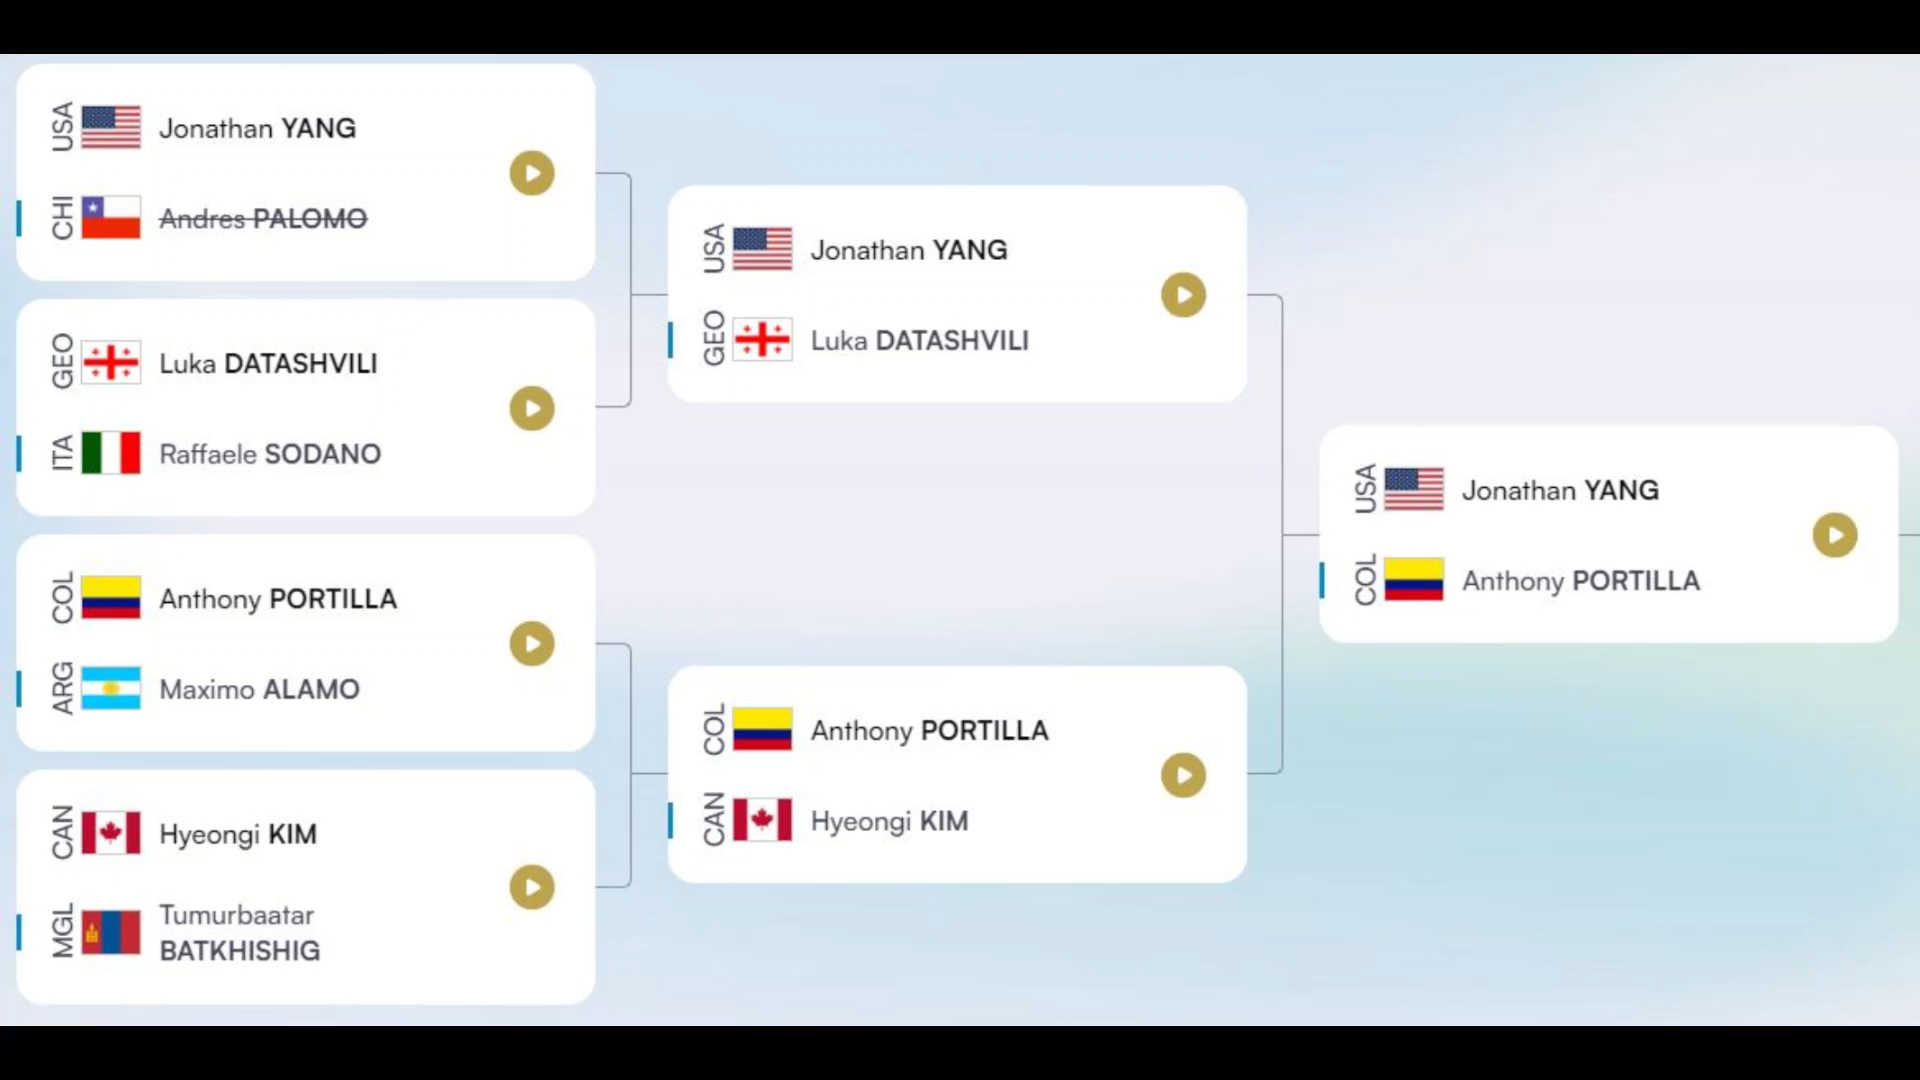 USA Jonathan YANG
CHI Andres PALOMO
GEO Luka DATASHVILI
ITA Raffaele SODANO
COL Anthony PORTILLA
ARG Maximo ALAMO
CAN Hyeongi KIM
MGL Tumurbaatar
BATKHISHIG
USA Jonathan YANG
GEO Luka DATASHVILI
COL Anthony PORTILLA
CAN Hyeongi KIM
USA Jonathan YANG
COL Anthony PORTILLA